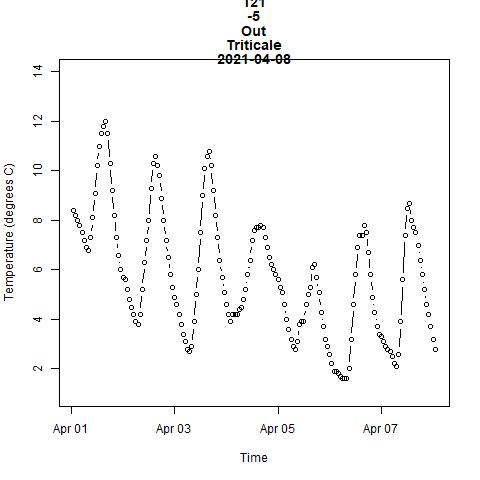 121
-5
Out
Triticale
2021-04-08
14
12
10
8
6
4
2
Temperature (degrees C)
Apr 01
Apr 03
Apr 05
Apr 07
Time